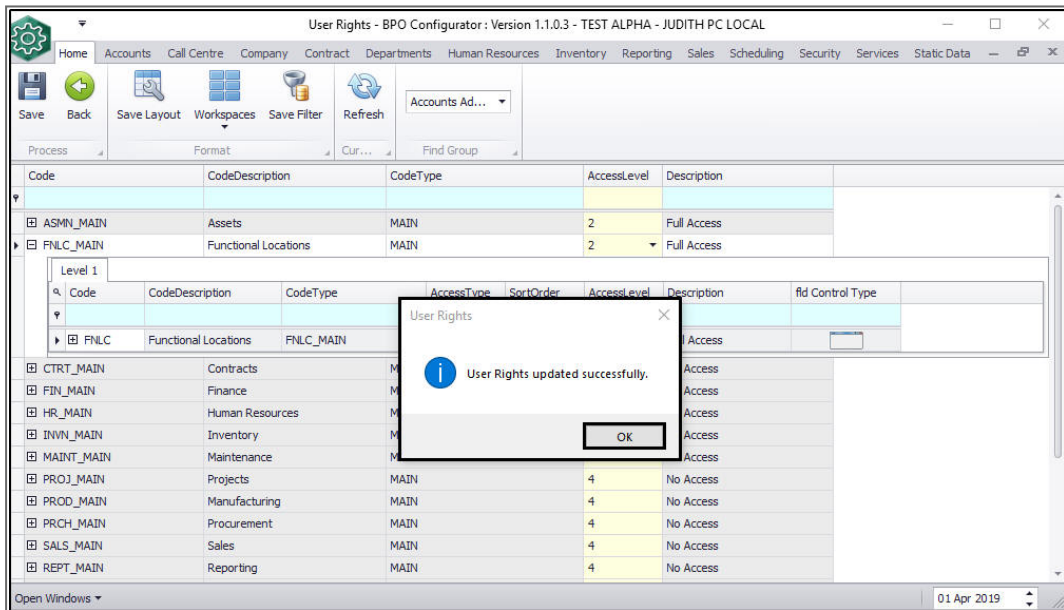 User Rights - BPO Configurator : Version 1.1.0.3 - TEST ALPHA - JUDITH PC LOCAL
Home Accounts Call Centre Company Contract Departments Human Resources Inventory Reporting Sales Scheduling Security Services Static Data
Save Back Save Layout Workspaces Save Filter Refresh Accounts Ad...
Process Format Cur... Find Group
Code CodeDescription CodeType AccessLevel Description
ASMN_MAIN Assets MAIN 2 Full Access
FNLC_MAIN Functional Locations MAIN 2 Full Access
Level 1
Code CodeDescription CodeType AccessType SortOrder AccessLevel Description fld Control Type
FNLC Functional Locations FNLC_MAIN Access
User Rights
User Rights updated successfully.
OK
CTRT_MAIN Contracts Access
FIN_MAIN Finance Access
HR_MAIN Human Resources Access
INVN_MAIN Inventory Access
MAINT_MAIN Maintenance Access
PROJ_MAIN Projects MAIN 4 No Access
PROD_MAIN Manufacturing MAIN 4 No Access
PRCH_MAIN Procurement MAIN 4 No Access
SALS_MAIN Sales MAIN 4 No Access
REPT_MAIN Reporting MAIN 4 No Access
Open Windows 01 Apr 2019